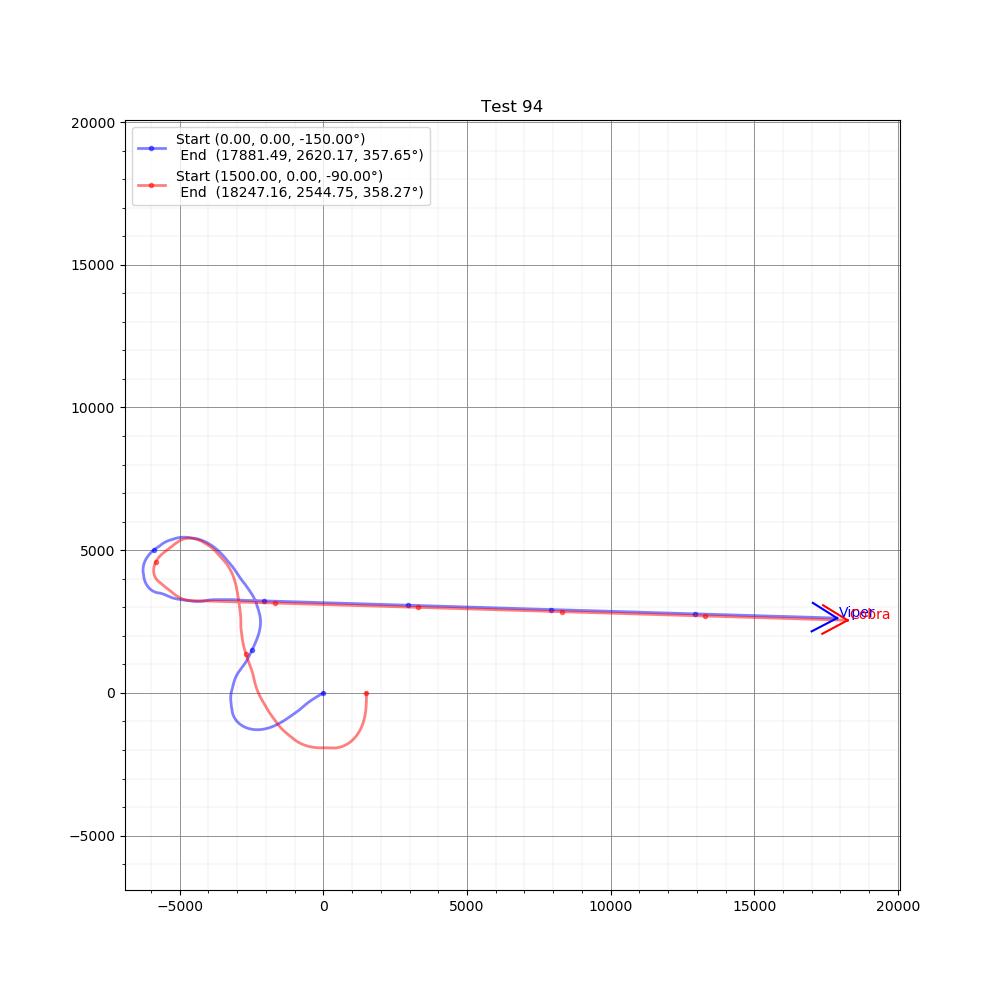 Test 94
20000
15000
10000
5000
0
−5000
Start (0.00, 0.00, -150.00°)
End (17881.49, 2620.17, 357.65°)
Start (1500.00, 0.00, -90.00°)
End (18247.16, 2544.75, 358.27°)
Viper
Cobra
−5000 0 5000 10000 15000 20000